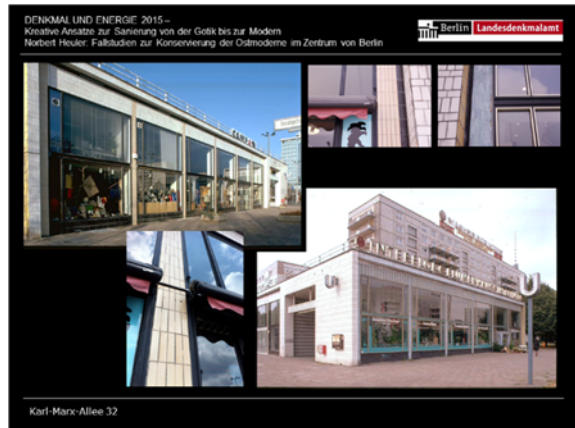 DENKMAL UND ENERGIE 2015 –
Kreative Ansätze zur Sanierung von der Gotik bis zur Modern
Norbert Heuler: Fallstudien zur Konservierung der Ostmoderne im Zentrum von Berlin
Berlin Landesdenkmalamt
U
Karl-Marx-Allee 32